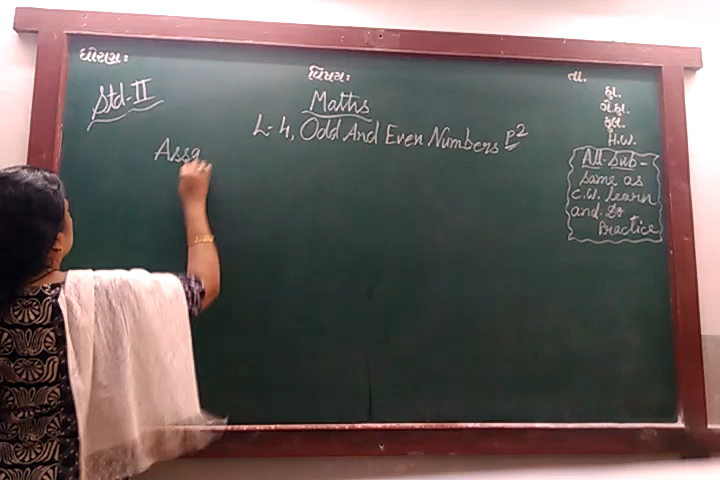 ધોરણઃ
વિષયઃ
તા.
Std-II
Maths
L-4, Odd And Even Numbers P2
Assg
હા.
ગે.હા.
કુલ
H.W.
All Sub-
Same as
C.W. learn
and Do
Practice